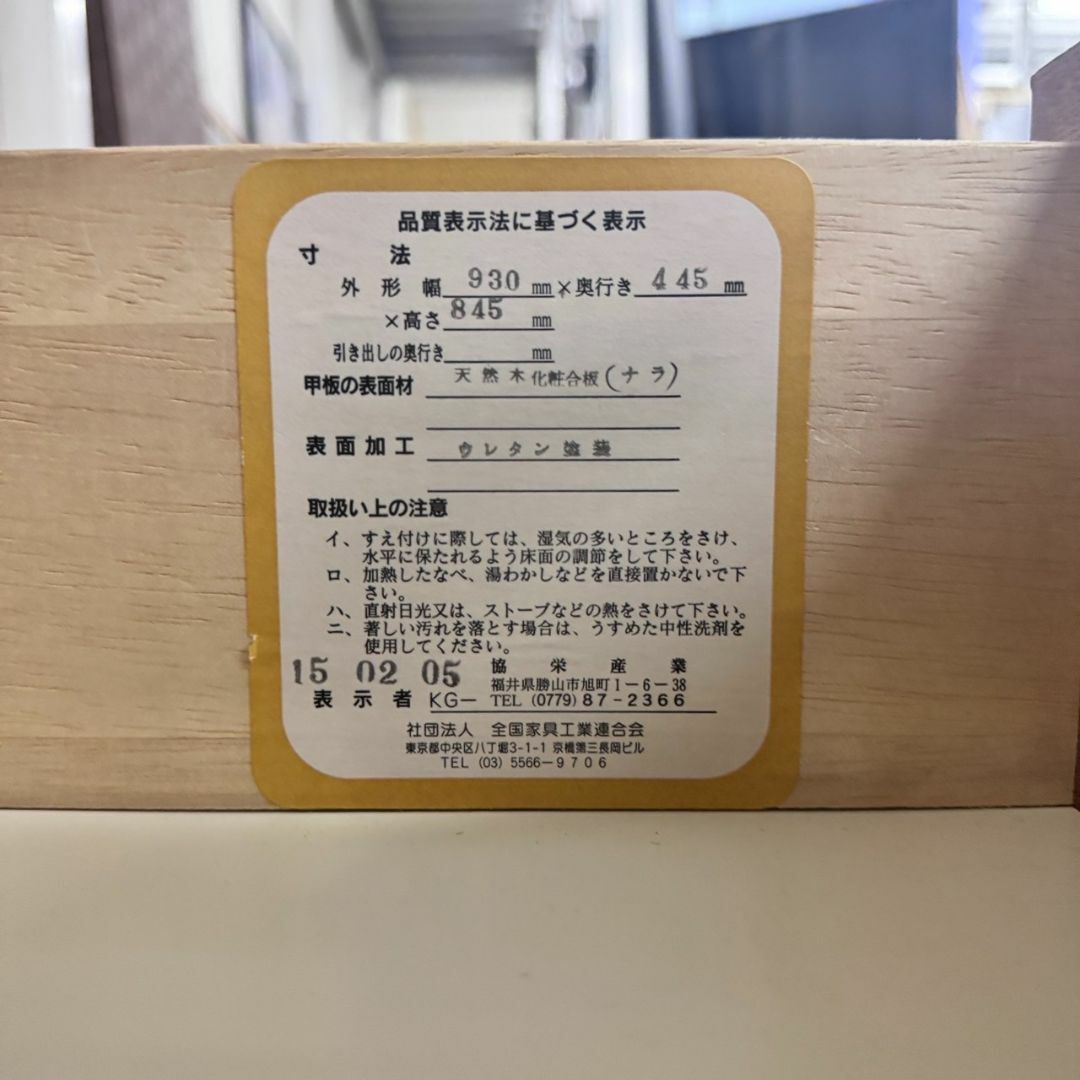 品質表示法に基づく表示
寸法
外形幅 930 mm×奥行き 445 mm
×高さ 845 mm
引き出しの奥行き mm
甲板の表面材 天然木化粧合板(ナラ)
表面加工 ウレタン塗装
取扱い上の注意
イ、すえ付けに際しては、湿気の多いところをさけ、
水平に保たれるよう床面の調節をして下さい。
ロ、加熱したなべ、湯わかしなどを直接置かないで下
さい。
ハ、直射日光又は、ストーブなどの熱をさけて下さい。
ニ、著しい汚れを落とす場合は、うすめた中性洗剤を
使用してください。
15 02 05 協栄産業
福井県勝山市旭町1-6-38
表示者 KG- TEL (0779) 87-2366
社団法人 全国家具工業連合会
東京都中央区八丁堀3-1-1 京橋第三長岡ビル
TEL (03) 5566-9706